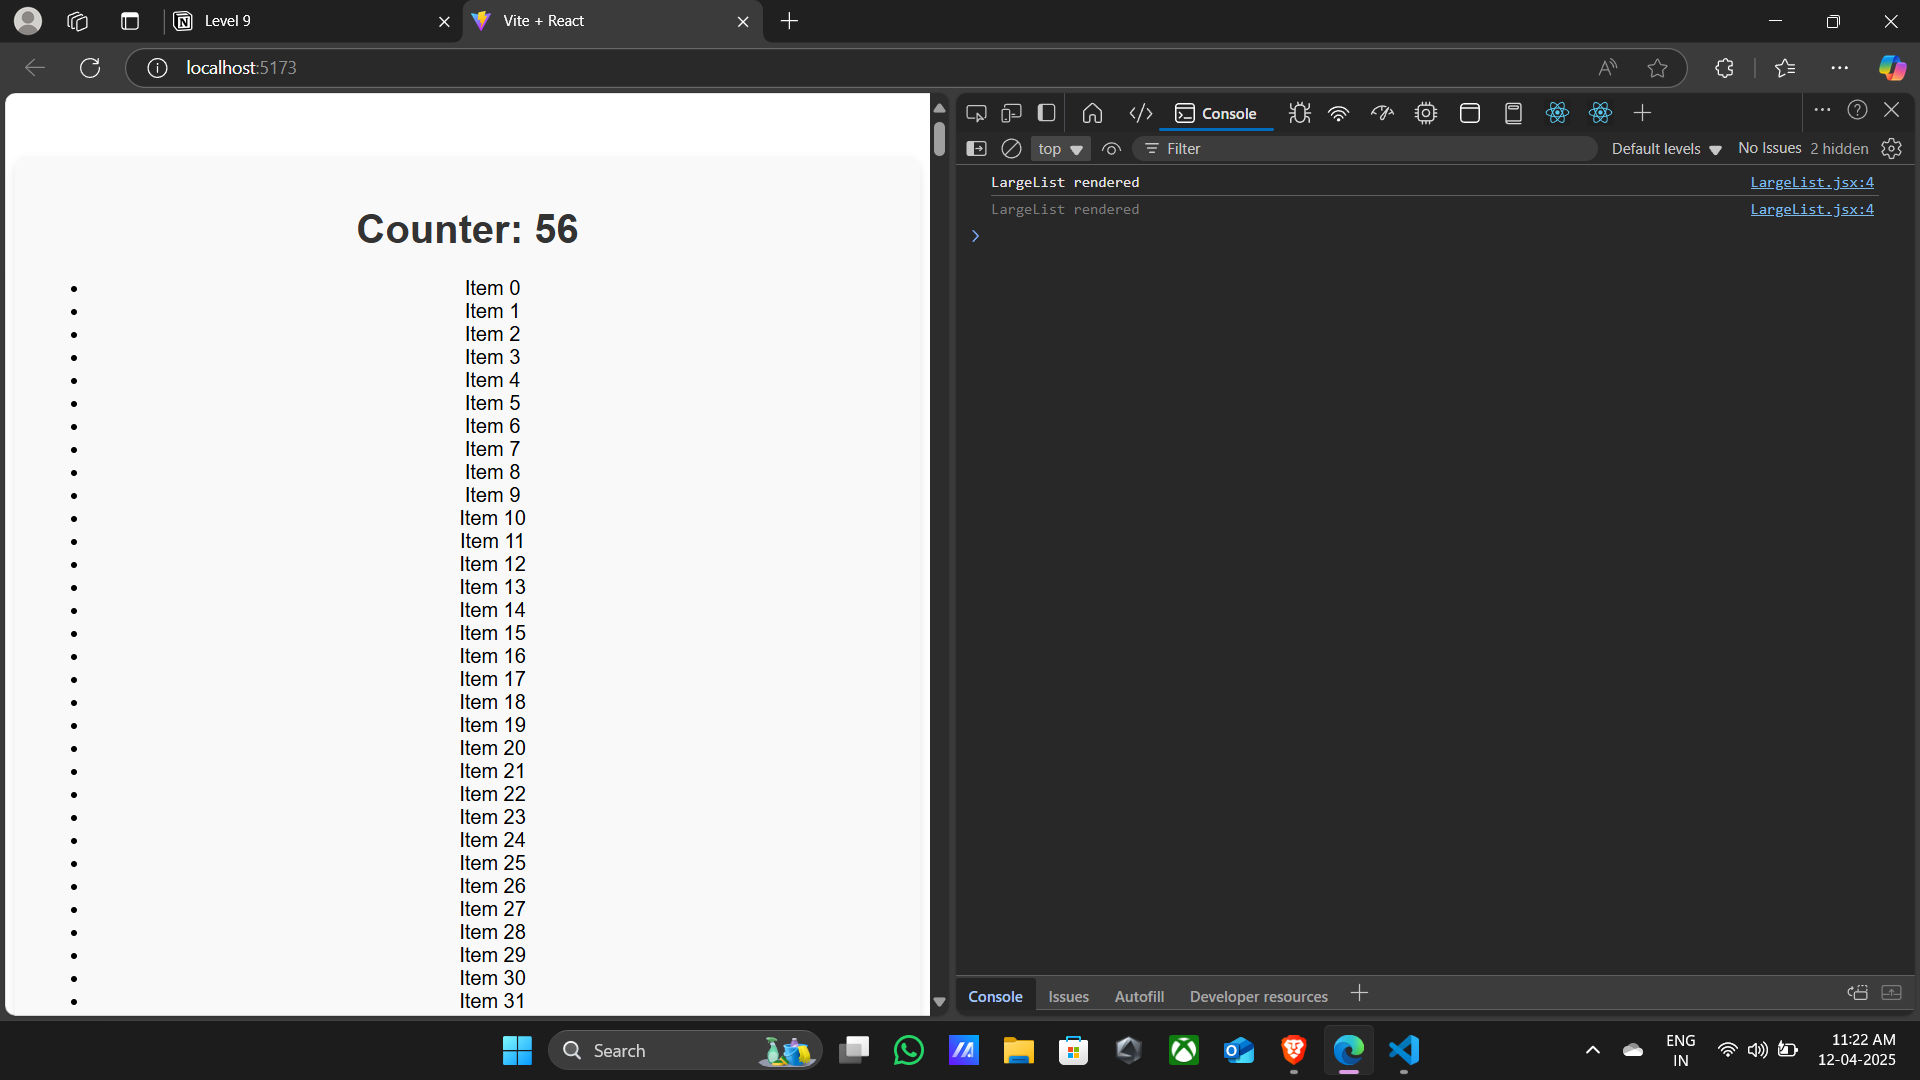 Level 9
Vite + React
localhost:5173
Counter: 56
Item 0
Item 1
Item 2
Item 3
Item 4
Item 5
Item 6
Item 7
Item 8
Item 9
Item 10
Item 11
Item 12
Item 13
Item 14
Item 15
Item 16
Item 17
Item 18
Item 19
Item 20
Item 21
Item 22
Item 23
Item 24
Item 25
Item 26
Item 27
Item 28
Item 29
Item 30
Item 31
Console
top
Filter
Default levels
No Issues
2 hidden
LargeList rendered LargeList.jsx:4
LargeList rendered LargeList.jsx:4
Console Issues Autofill Developer resources
Search
ENG
IN
11:22 AM
12-04-2025